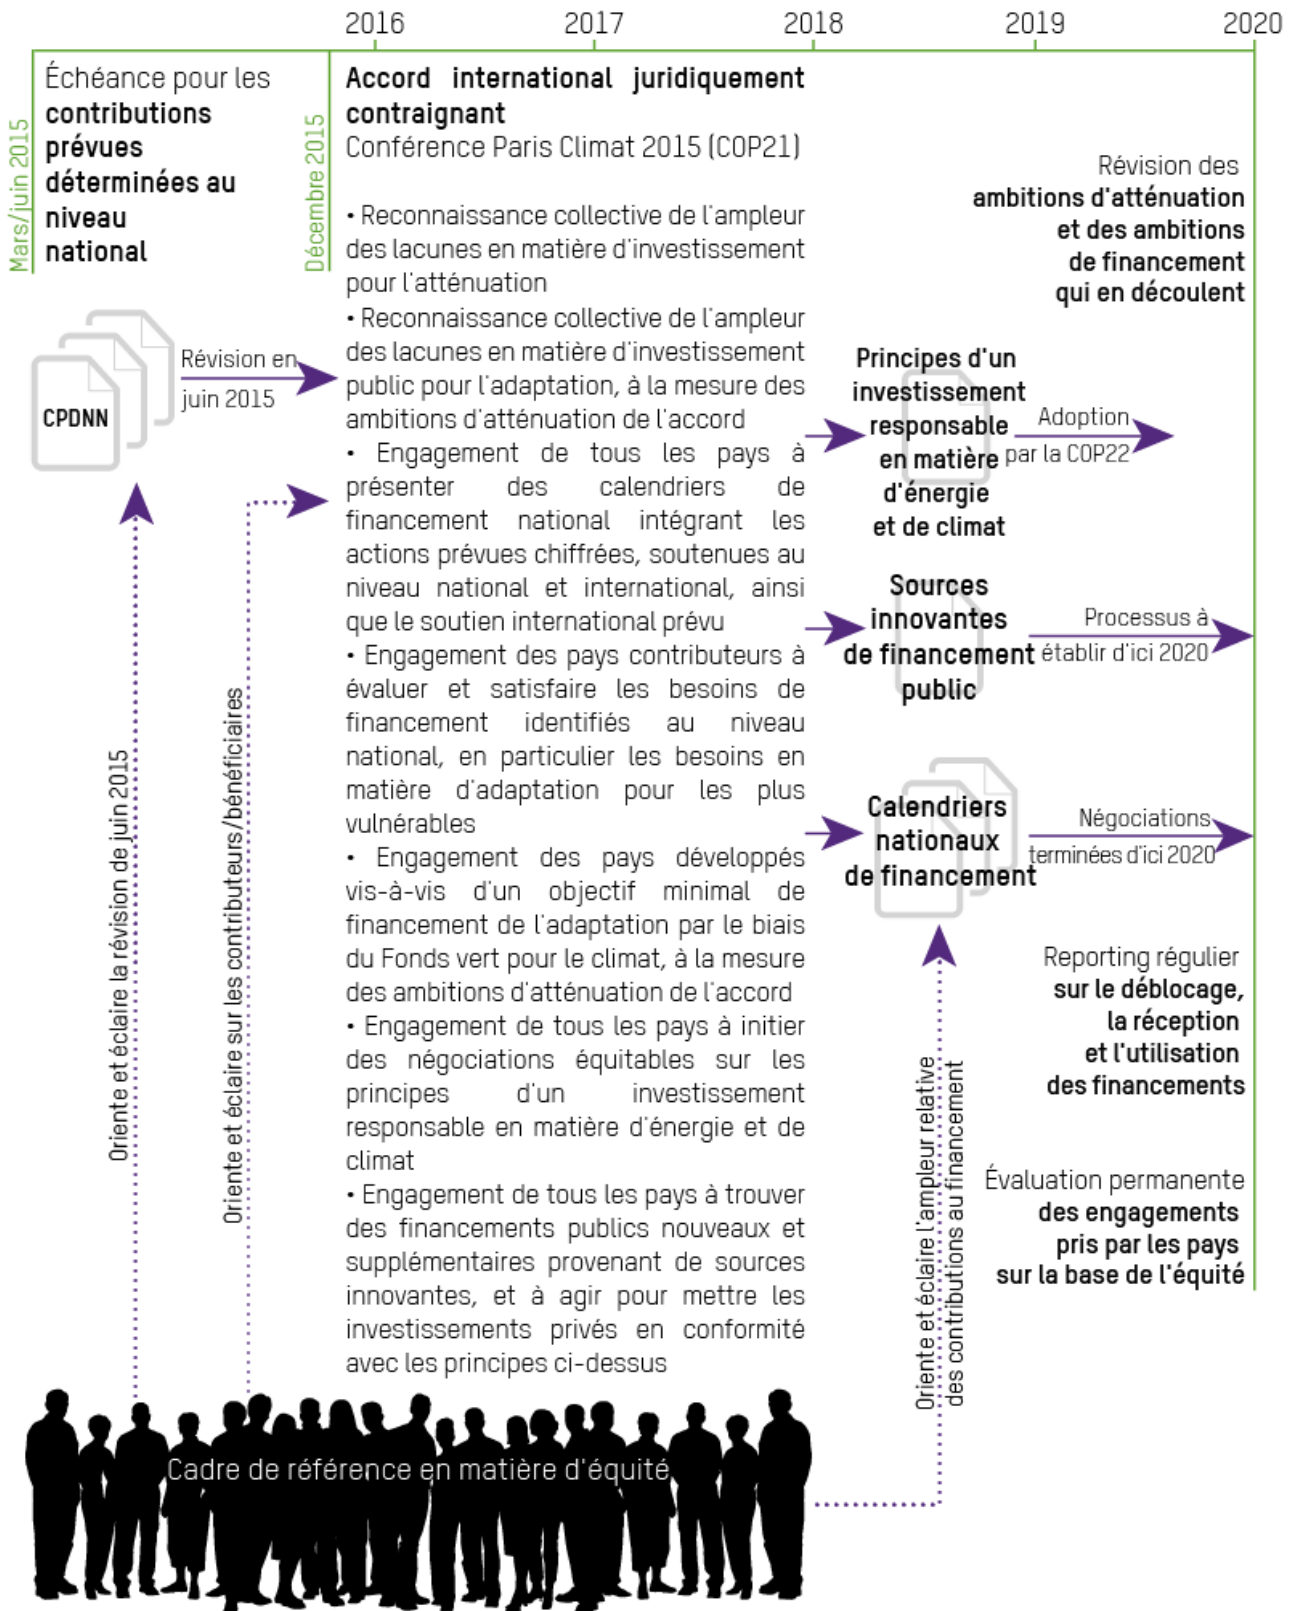 2016 2017 2018 2019 2020
Mars/juin 2015
Échéance pour les
contributions
prévues
déterminées au
niveau
national
CPDNN
Révision en
juin 2015
Oriente et éclaire la révision de juin 2015
Oriente et éclaire sur les contributeurs/bénéficiaires
Décembre 2015
Accord international juridiquement
contraignant
Conférence Paris Climat 2015 (COP21)
• Reconnaissance collective de l'ampleur
des lacunes en matière d'investissement
pour l'atténuation
• Reconnaissance collective de l'ampleur
des lacunes en matière d'investissement
public pour l'adaptation, à la mesure des
ambitions d'atténuation de l'accord
• Engagement de tous les pays à
présenter des calendriers de
financement national intégrant les
actions prévues chiffrées, soutenues au
niveau national et international, ainsi
que le soutien international prévu
• Engagement des pays contributeurs à
évaluer et satisfaire les besoins de
financement identifiés au niveau
national, en particulier les besoins en
matière d'adaptation pour les plus
vulnérables
• Engagement des pays développés
vis-à-vis d'un objectif minimal de
financement de l'adaptation par le biais
du Fonds vert pour le climat, à la mesure
des ambitions d'atténuation de l'accord
• Engagement de tous les pays à initier
des négociations équitables sur les
principes d'un investissement
responsable en matière d'énergie et de
climat
• Engagement de tous les pays à trouver
des financements publics nouveaux et
supplémentaires provenant de sources
innovantes, et à agir pour mettre les
investissements privés en conformité
avec les principes ci-dessus
Révision des
ambitions d'atténuation
et des ambitions
de financement
qui en découlent
Principes d'un
investissement
responsable
en matière
d'énergie
et de climat
Adoption
par la COP22
Sources
innovantes
de financement
public
Processus à
établir d'ici 2020
Calendriers
nationaux
de financement
Négociations
terminées d'ici 2020
Oriente et éclaire l'ampleur relative
des contributions au financement
Reporting régulier
sur le déblocage,
la réception
et l'utilisation
des financements
Évaluation permanente
des engagements
pris par les pays
sur la base de l'équité
Cadre de référence en matière d'équité